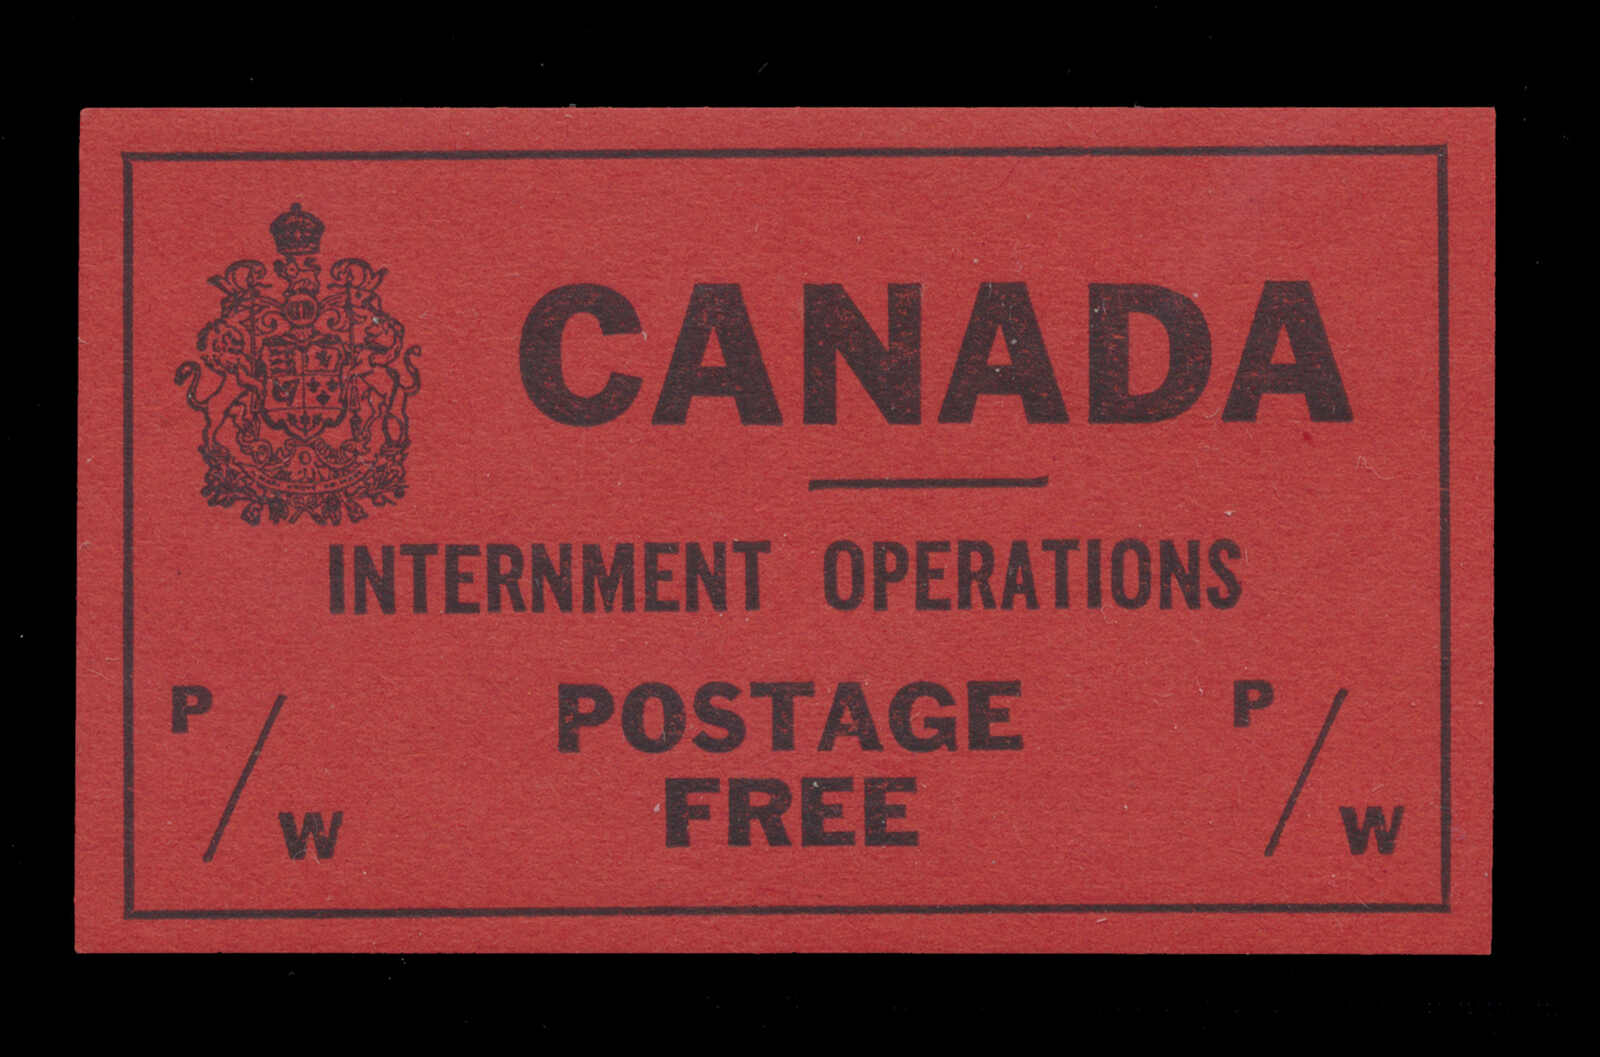 CANADA
INTERNMENT OPERATIONS
P/W POSTAGE P/W
FREE